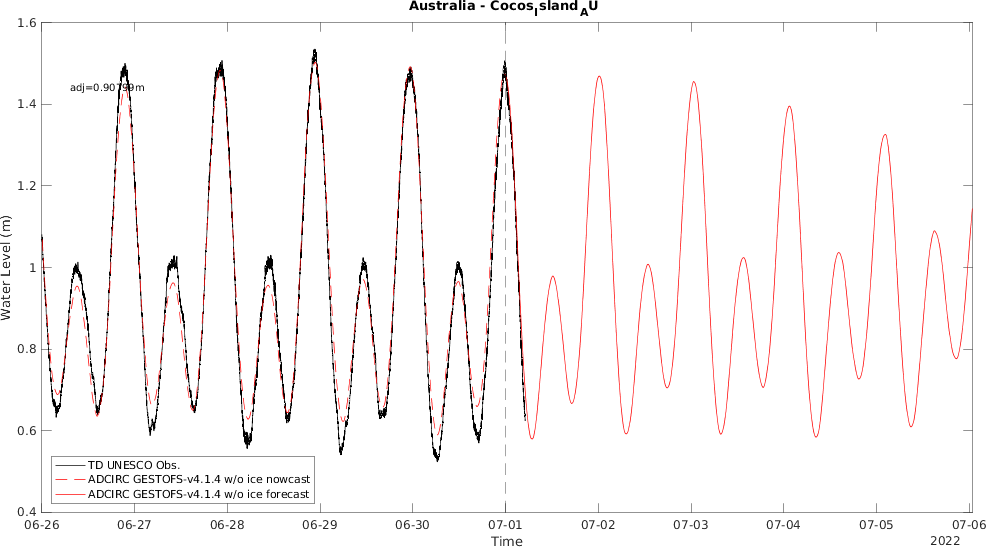 Australia - Cocos_Island_AU
1.6
adj=0.90799m
1.4
1.2
1
0.8
0.6
0.4
Water Level (m)
TD UNESCO Obs.
ADCIRC GESTOFS-v4.1.4 w/o ice nowcast
ADCIRC GESTOFS-v4.1.4 w/o ice forecast
06-26 06-27 06-28 06-29 06-30 07-01 07-02 07-03 07-04 07-05 07-06
Time
2022